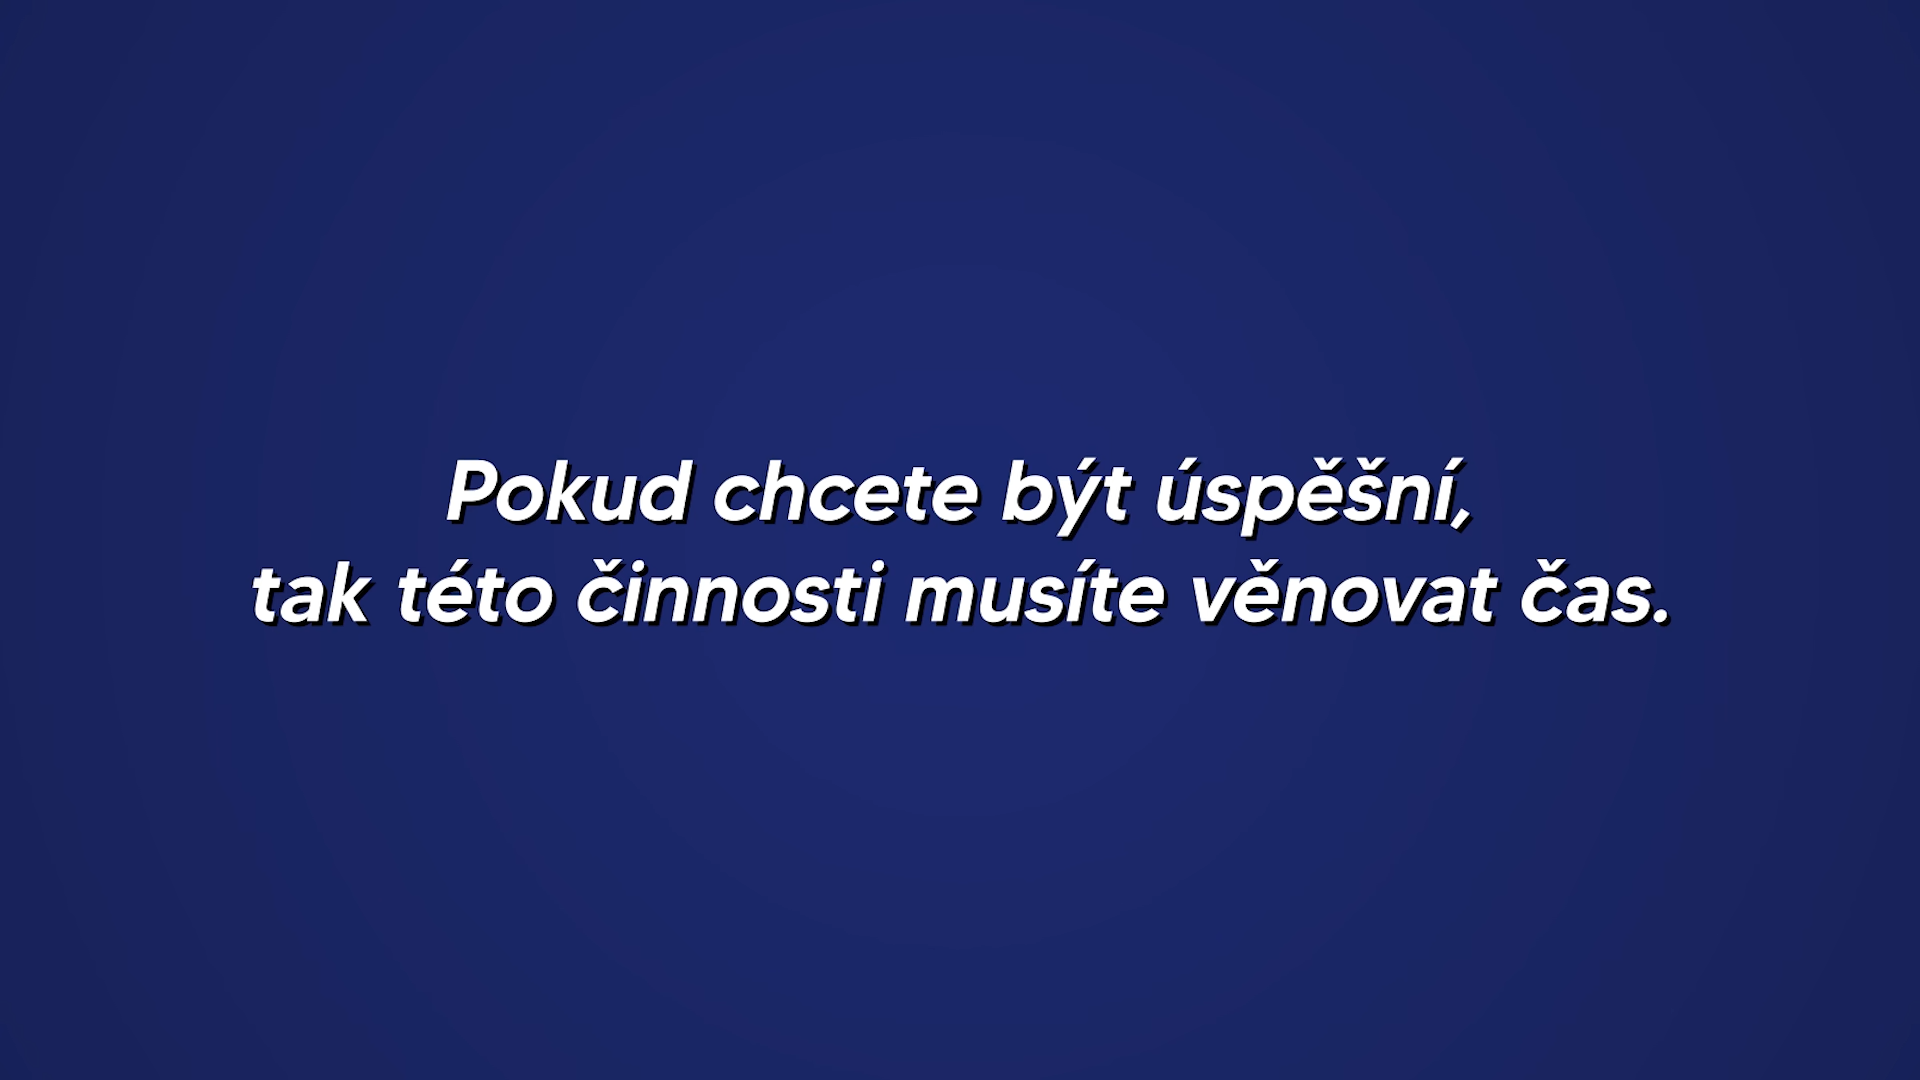 Pokud chcete být úspěšní,
tak této činnosti musíte věnovat čas.